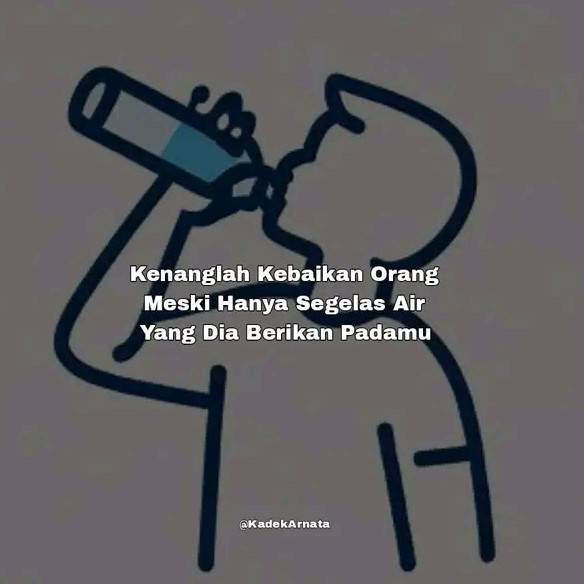 Kenanglah Kebaikan Orang
Meski Hanya Segelas Air
Yang Dia Berikan Padamu
@KadekArnata